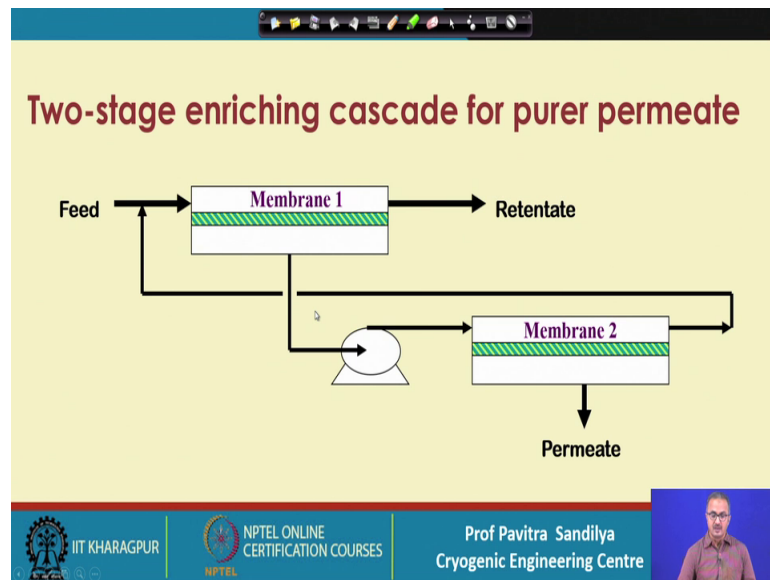 Two-stage enriching cascade for purer permeate
Membrane 1
Feed
Retentate
Membrane 2
Permeate
IIT KHARAGPUR
NPTEL
NPTEL ONLINE
CERTIFICATION COURSES
Prof Pavitra Sandilya
Cryogenic Engineering Centre